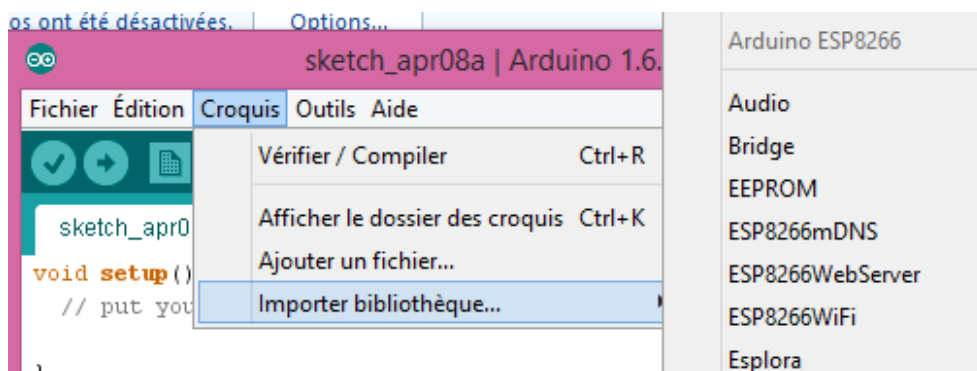 os ont été désactivées. Options...
sketch_apr08a | Arduino 1.6.
Fichier Édition Croquis Outils Aide
Vérifier / Compiler Ctrl+R
Afficher le dossier des croquis Ctrl+K
Ajouter un fichier...
Importer bibliothèque...
sketch_apr0
void setup()
// put you
}
Arduino ESP8266
Audio
Bridge
EEPROM
ESP8266mDNS
ESP8266WebServer
ESP8266WiFi
Esplora